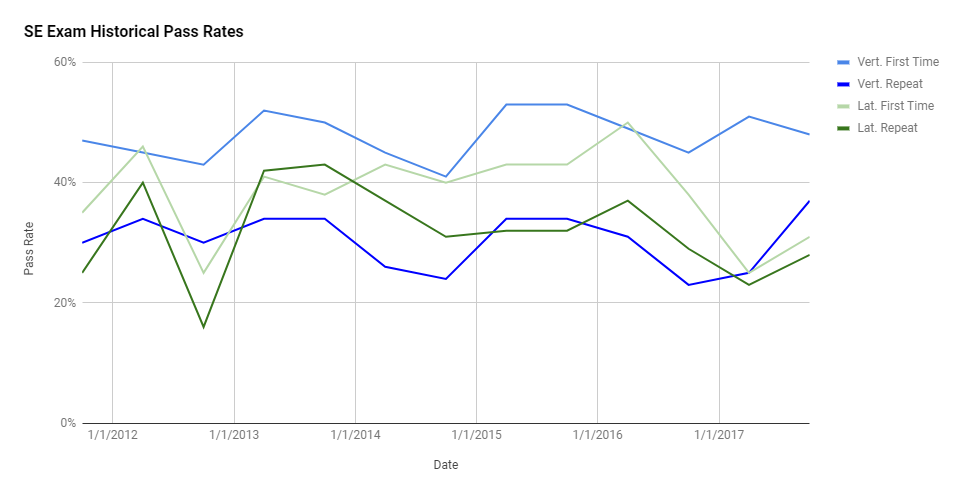 SE Exam Historical Pass Rates
60%
40%
20%
0%
Pass Rate
1/1/2012 1/1/2013 1/1/2014 1/1/2015 1/1/2016 1/1/2017
Date
Vert. First Time
Vert. Repeat
Lat. First Time
Lat. Repeat